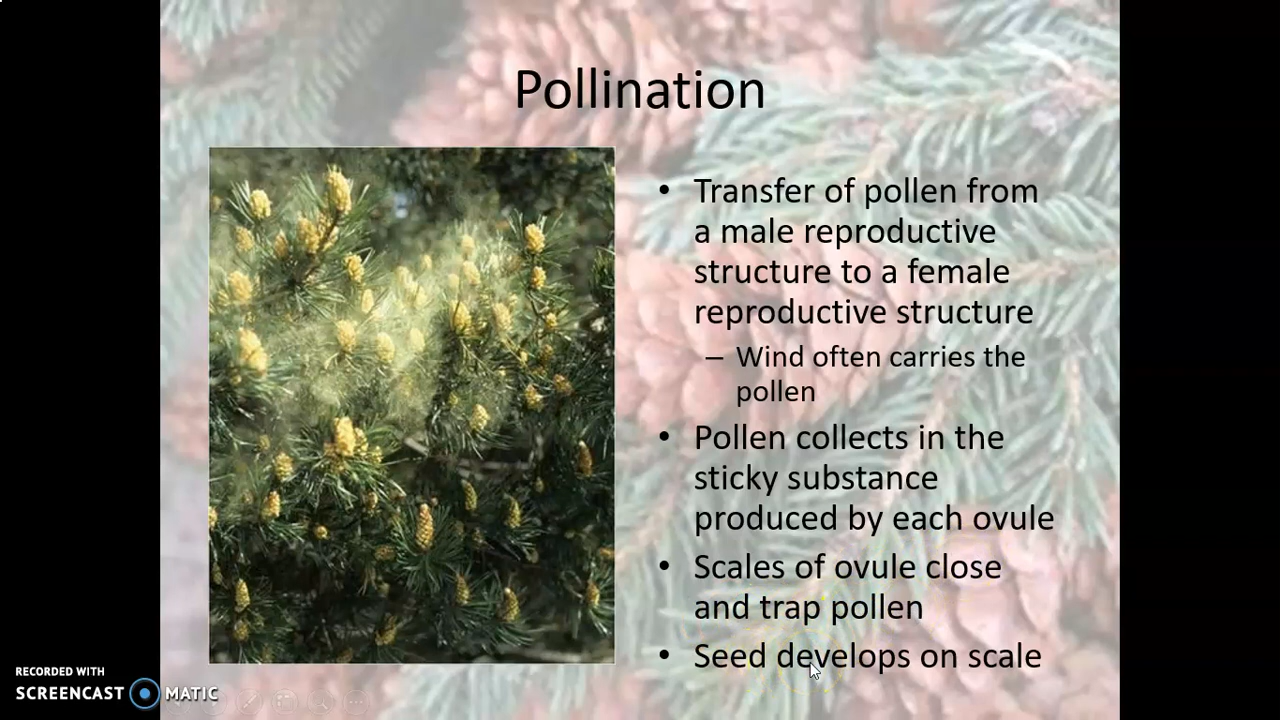 Pollination
• Transfer of pollen from
a male reproductive
structure to a female
reproductive structure
– Wind often carries the
pollen
• Pollen collects in the
sticky substance
produced by each ovule
• Scales of ovule close
and trap pollen
• Seed develops on scale
RECORDED WITH
SCREENCAST MATIC